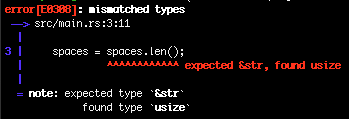 error[E0308]: mismatched types
--> src/main.rs:3:11
|
3 | spaces = spaces.len();
| ^^^^^^^^^^^^ expected &str, found usize
|
= note: expected type `&str`
found type `usize`